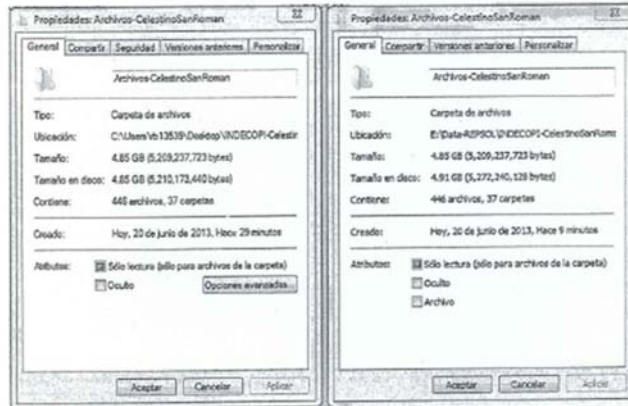 Propiedades: Archivos-CelestinoSanRoman
General Compartir Seguridad Versiones anteriores Personalizar
Archivos-CelestinoSanRoman
Tipo: Carpeta de archivos
Ubicación: C:\Users\rb13539\Desktop\INDECOPI-Celestin
Tamaño: 4.85 GB (5,209,237,723 bytes)
Tamaño en disco: 4.85 GB (5,210,173,440 bytes)
Contiene: 446 archivos, 37 carpetas
Creado: Hoy, 20 de junio de 2013, Hace 29 minutos
Atributos: Sólo lectura (sólo para archivos de la carpeta)
Oculto Opciones avanzadas...
Aceptar Cancelar Aplicar
Propiedades: Archivos-CelestinoSanRoman
General Compartir Versiones anteriores Personalizar
Archivos-CelestinoSanRoman
Tipo: Carpeta de archivos
Ubicación: E:\Data-REPSOL\INDECOPI-CelestinoSanRoma
Tamaño: 4.85 GB (5,209,237,723 bytes)
Tamaño en disco: 4.91 GB (5,272,240,128 bytes)
Contiene: 446 archivos, 37 carpetas
Creado: Hoy, 20 de junio de 2013, Hace 9 minutos
Atributos: Sólo lectura (sólo para archivos de la carpeta)
Oculto
Archivo
Aceptar Cancelar Aplicar